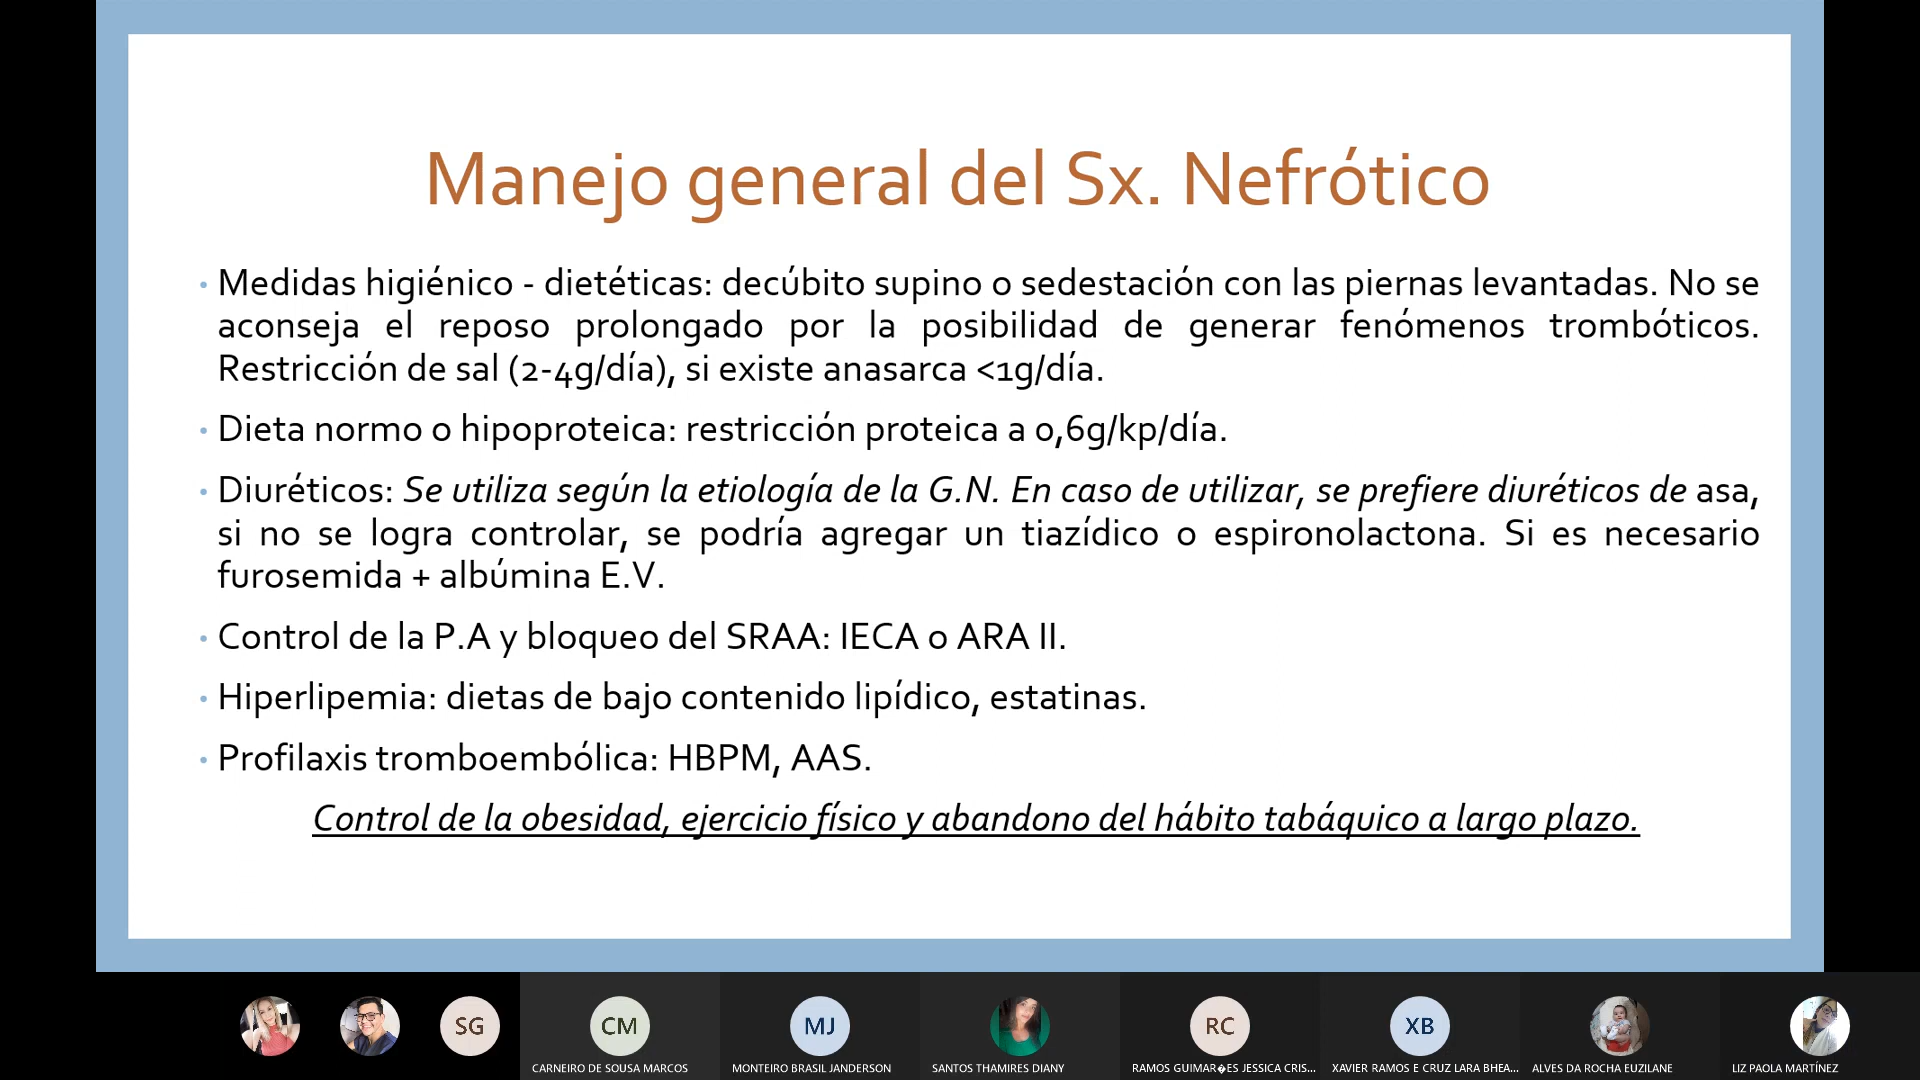 Manejo general del Sx. Nefrótico
• Medidas higiénico - dietéticas: decúbito supino o sedestación con las piernas levantadas. No se
aconseja el reposo prolongado por la posibilidad de generar fenómenos trombóticos.
Restricción de sal (2-4g/día), si existe anasarca <1g/día.
• Dieta normo o hipoproteica: restricción proteica a 0,6g/kp/día.
• Diuréticos: Se utiliza según la etiología de la G.N. En caso de utilizar, se prefiere diuréticos de asa,
si no se logra controlar, se podría agregar un tiazídico o espironolactona. Si es necesario
furosemida + albúmina E.V.
• Control de la P.A y bloqueo del SRAA: IECA o ARA II.
• Hiperlipemia: dietas de bajo contenido lipídico, estatinas.
• Profilaxis tromboembólica: HBPM, AAS.
Control de la obesidad, ejercicio físico y abandono del hábito tabáquico a largo plazo.
SG
CM
MJ
RC
XB
CARNEIRO DE SOUSA MARCOS
MONTEIRO BRASIL JANDERSON
SANTOS THAMIRES DIANY
RAMOS GUIMAR�ES JESSICA CRIS...
XAVIER RAMOS E CRUZ LARA BHEA...
ALVES DA ROCHA EUZILANE
LIZ PAOLA MARTÍNEZ